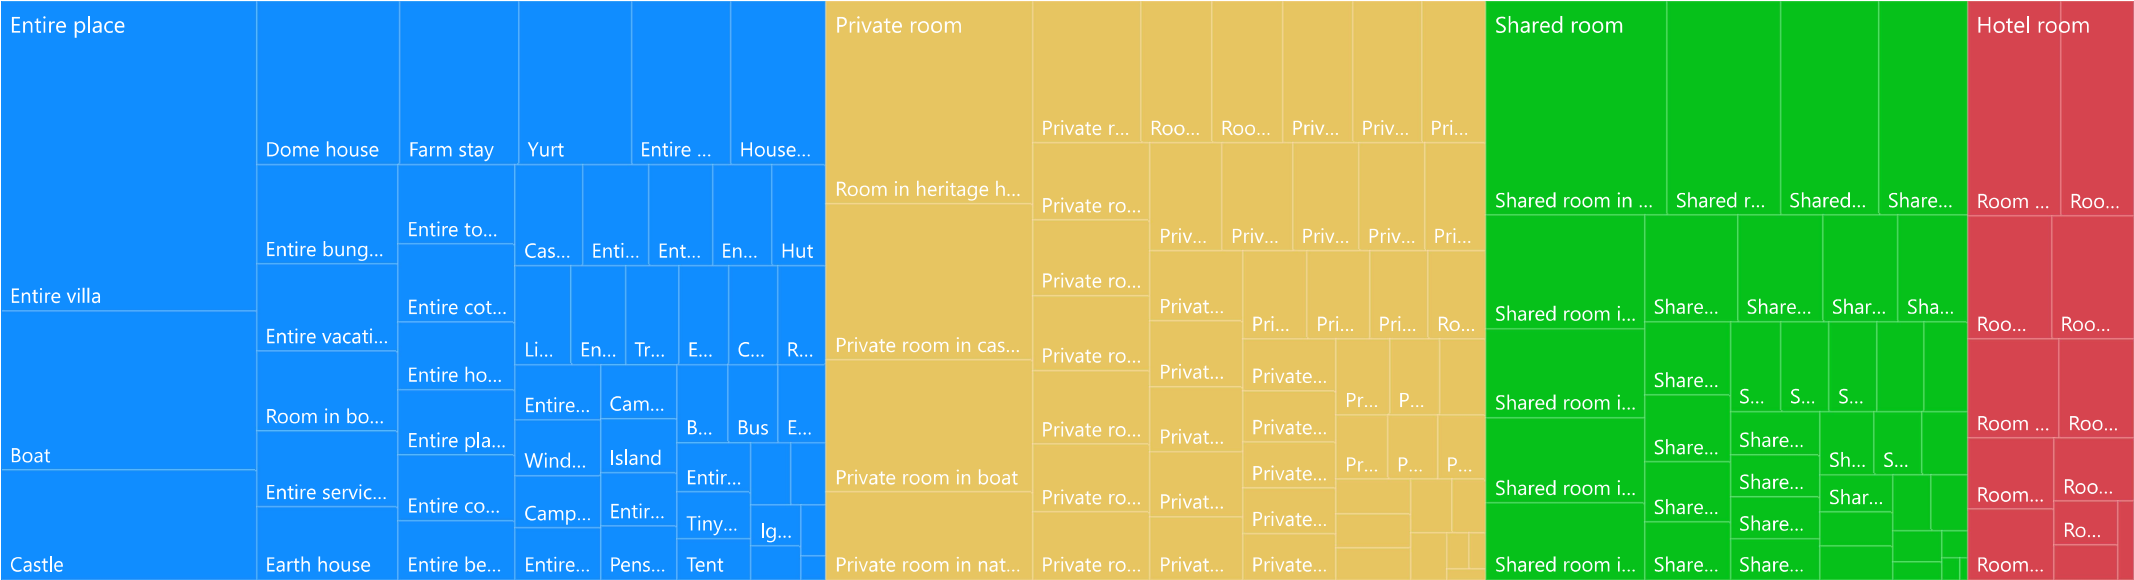 Entire place
Entire villa
Boat
Castle
Dome house
Farm stay
Yurt
Entire ...
House...
Entire bung...
Entire vacati...
Room in bo...
Entire servic...
Earth house
Entire to...
Entire cot...
Entire ho...
Entire pla...
Entire co...
Entire be...
Cas...
Enti...
Ent...
En...
Hut
Li...
En...
Tr...
E...
C...
R...
Entire...
Wind...
Camp...
Entire...
Cam...
Island
Entir...
Pens...
B...
Bus
E...
Entir...
Tiny...
Tent
Ig...
Private room
Room in heritage h...
Private room in cas...
Private room in boat
Private room in nat...
Private r...
Roo...
Roo...
Priv...
Priv...
Pri...
Private ro...
Private ro...
Private ro...
Private ro...
Private ro...
Private ro...
Priv...
Priv...
Priv...
Priv...
Pri...
Privat...
Privat...
Privat...
Privat...
Privat...
Pri...
Pri...
Pri...
Ro...
Private...
Private...
Private...
Private...
Private...
Pr...
P...
Pr...
P...
P...
Shared room
Shared room in ...
Shared r...
Shared...
Share...
Shared room i...
Shared room i...
Shared room i...
Shared room i...
Share...
Share...
Shar...
Sha...
Share...
Share...
Share...
Share...
S...
S...
S...
Share...
Share...
Share...
Share...
Sh...
S...
Shar...
Hotel room
Room ...
Roo...
Roo...
Roo...
Room ...
Roo...
Room...
Room...
Roo...
Ro...